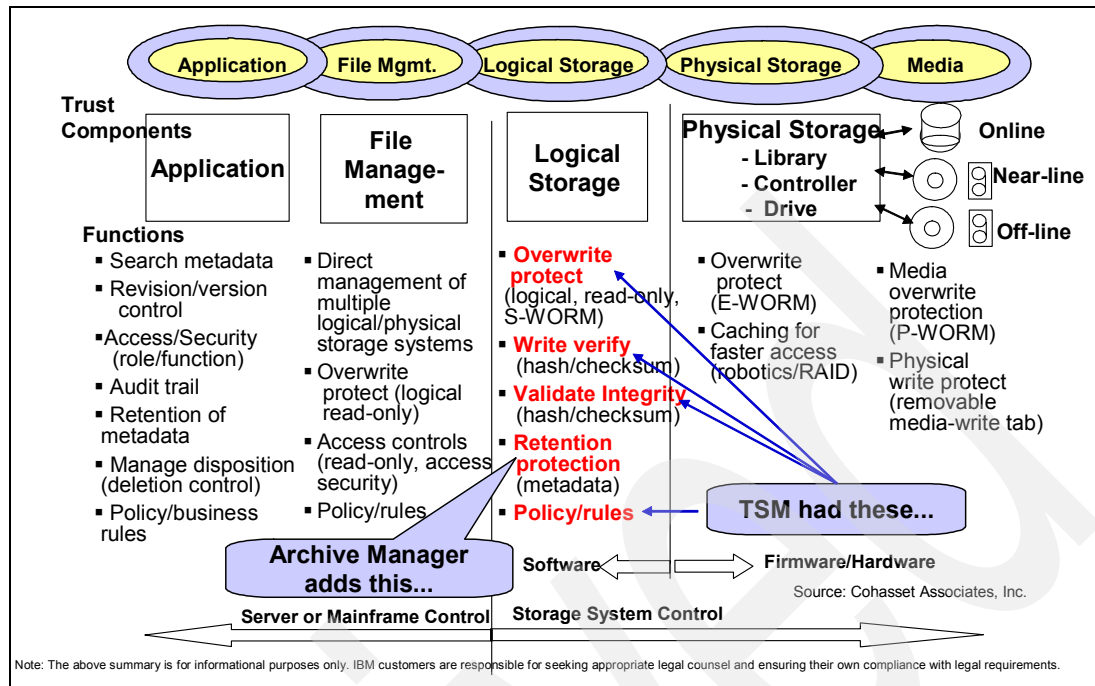 Application
File Mgmt.
Logical Storage
Physical Storage
Media
Trust
Components
Application
File
Manage-
ment
Logical
Storage
Physical Storage
- Library
- Controller
- Drive
Online
Near-line
Off-line
Functions
▪ Search metadata
▪ Revision/version
control
▪Access/Security
(role/function)
▪ Audit trail
▪ Retention of
metadata
▪ Manage disposition
(deletion control)
▪ Policy/business
rules
▪ Direct
management of
multiple
logical/physical
storage systems
▪ Overwrite
protect (logical
read-only)
▪ Access controls
(read-only, access
security)
▪ Policy/rules
▪ Overwrite
protect
(logical, read-only,
S-WORM)
▪ Write verify
(hash/checksum)
▪ Validate Integrity
(hash/checksum)
▪ Retention
protection
(metadata)
▪ Policy/rules
▪ Overwrite
protect
(E-WORM)
▪ Caching for
faster access
(robotics/RAID)
▪ Media
overwrite
protection
(P-WORM)
▪ Physical
write protect
(removable
media-write tab)
TSM had these...
Archive Manager
adds this...
Software
Firmware/Hardware
Source: Cohasset Associates, Inc.
Server or Mainframe Control
Storage System Control
Note: The above summary is for informational purposes only. IBM customers are responsible for seeking appropriate legal counsel and ensuring their own compliance with legal requirements.